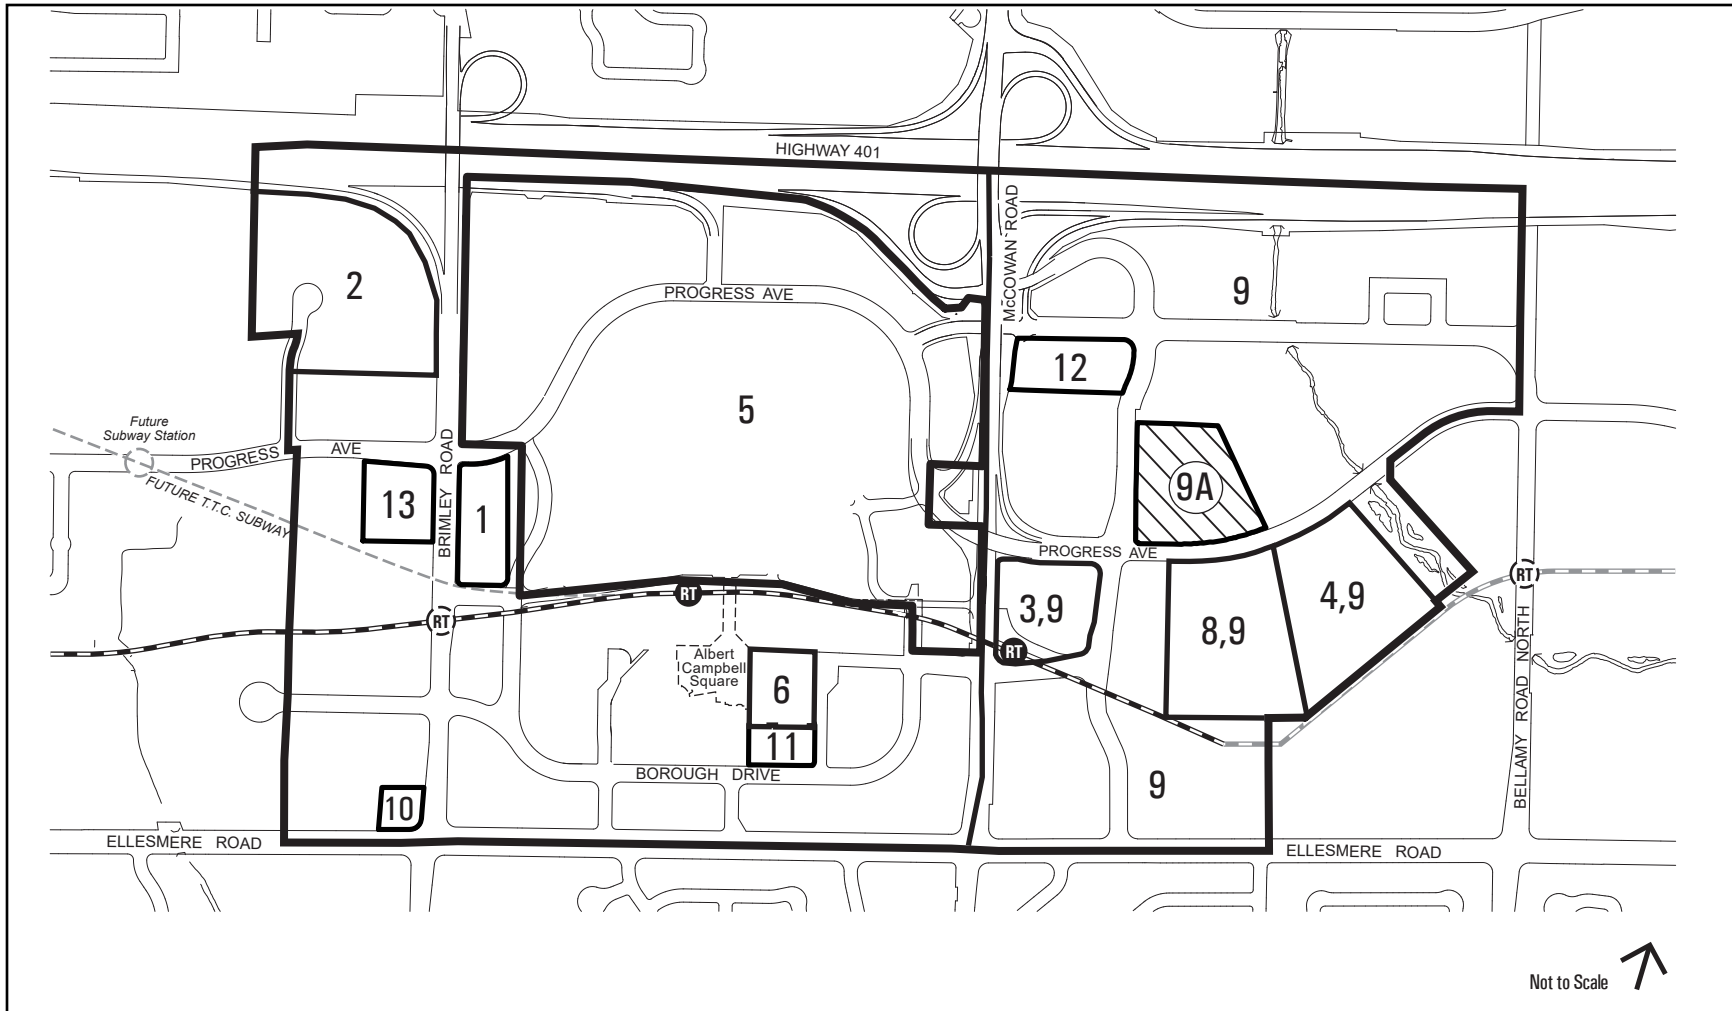 HIGHWAY 401
McCOWAN ROAD
2
PROGRESS AVE
9
12
5
Future
Subway Station
PROGRESS AVE
BRIMLEY ROAD
FUTURE T.T.C. SUBWAY
13
1
9A
PROGRESS AVE
RT
RT
RT
RT
3,9
8,9
4,9
BELLAMY ROAD NORTH
Albert
Campbell
Square
6
11
BOROUGH DRIVE
9
10
ELLESMERE ROAD
ELLESMERE ROAD
Not to Scale